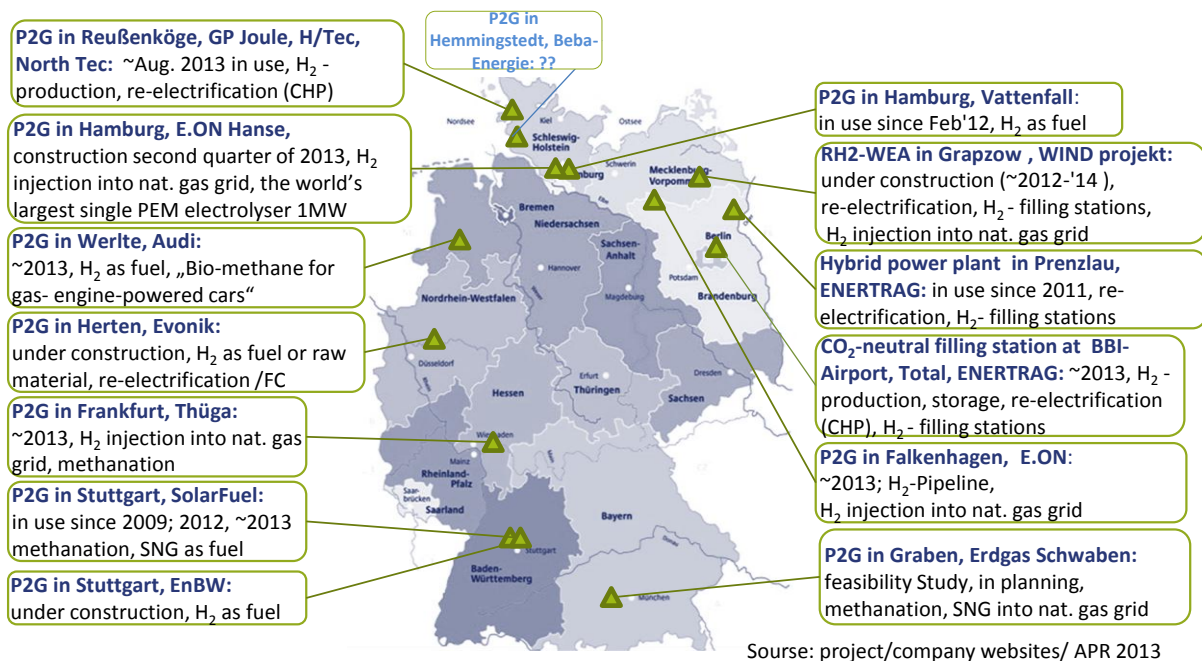 P2G in Reußenköge, GP Joule, H/Tec,
North Tec: ~Aug. 2013 in use, H₂ -
production, re-electrification (CHP)
P2G in
Hemmingstedt, Beba-
Energie: ??
P2G in Hamburg, E.ON Hanse,
construction second quarter of 2013, H₂
injection into nat. gas grid, the world's
largest single PEM electrolyser 1MW
P2G in Werlte, Audi:
~2013, H₂ as fuel, „Bio-methane for
gas- engine-powered cars“
P2G in Herten, Evonik:
under construction, H₂ as fuel or raw
material, re-electrification /FC
P2G in Frankfurt, Thüga:
~2013, H₂ injection into nat. gas
grid, methanation
P2G in Stuttgart, SolarFuel:
in use since 2009; 2012, ~2013
methanation, SNG as fuel
P2G in Stuttgart, EnBW:
under construction, H₂ as fuel
P2G in Hamburg, Vattenfall:
in use since Feb'12, H₂ as fuel
RH2-WEA in Grapzow , WIND projekt:
under construction (~2012-'14 ),
re-electrification, H₂ - filling stations,
H₂ injection into nat. gas grid
Hybrid power plant in Prenzlau,
ENERTRAG: in use since 2011, re-
electrification, H₂- filling stations
CO₂-neutral filling station at BBI-
Airport, Total, ENERTRAG: ~2013, H₂ -
production, storage, re-electrification
(CHP), H₂ - filling stations
P2G in Falkenhagen, E.ON:
~2013; H₂-Pipeline,
H₂ injection into nat. gas grid
P2G in Graben, Erdgas Schwaben:
feasibility Study, in planning,
methanation, SNG into nat. gas grid
Nordsee
Kiel
Ostsee
Schleswig-
Holstein
Schwerin
mburg
Mecklenburg-
Vorpomm
Elbe
Bremen
Niedersachsen
Berlin
Sachsen-
Anhalt
Hannover
Potsdam
Magdeburg
Brandenburg
Nordrhein-Westfalen
Düsseldorf
Dresden
Erfurt
Hessen
Thüringen
Sachsen
Wiesbaden
Mainz
Main
Rheinland-
Pfalz
Saar-
brücken
Saarland
Bayern
Donau
Stuttgart
Baden-
Württemberg
München
Sourse: project/company websites/ APR 2013